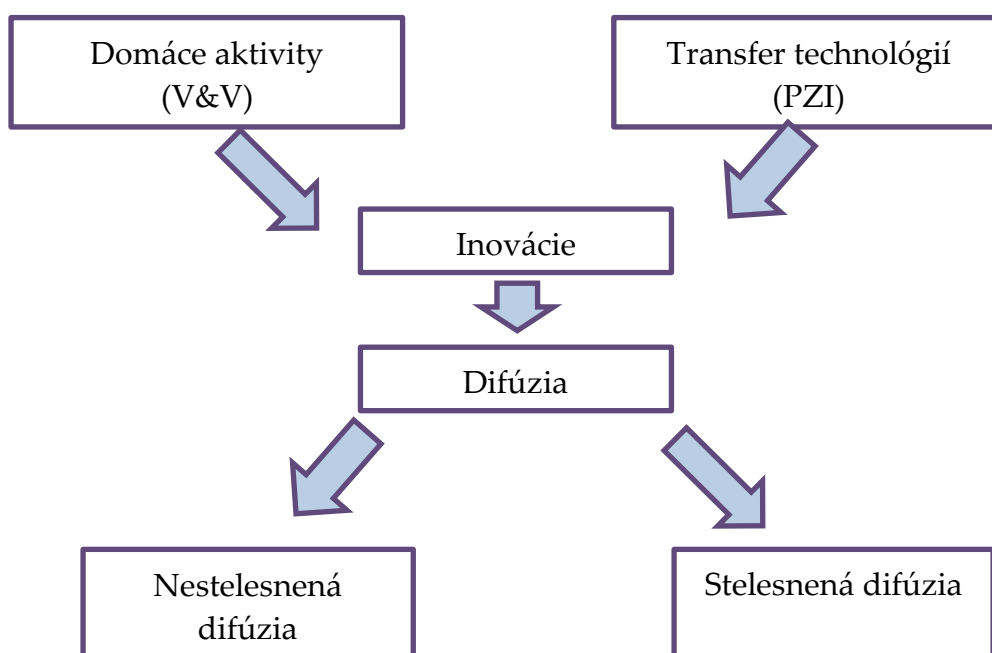 Domáce aktivity
(V&V)
Transfer technológií
(PZI)
Inovácie
Difúzia
Nestelesnená
difúzia
Stelesnená difúzia